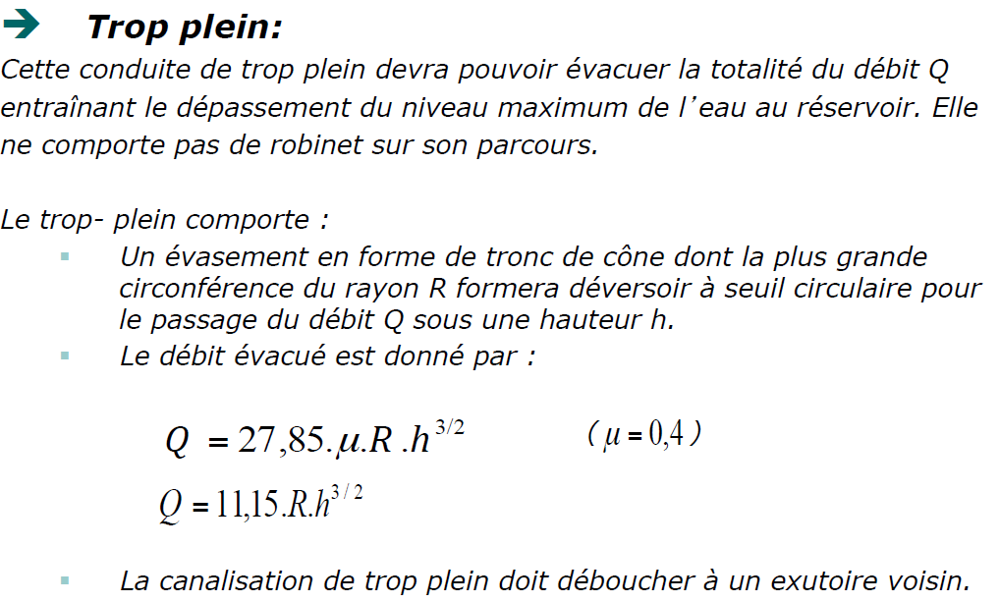 Trop plein:
Cette conduite de trop plein devra pouvoir évacuer la totalité du débit Q
entraînant le dépassement du niveau maximum de l’eau au réservoir. Elle
ne comporte pas de robinet sur son parcours.
Le trop- plein comporte :
Un évasement en forme de tronc de cône dont la plus grande
circonférence du rayon R formera déversoir à seuil circulaire pour
le passage du débit Q sous une hauteur h.
Le débit évacué est donné par :
Q = 27,85.μ.R .h^3/2 ( μ = 0,4 )
Q = 11,15.R.h^3/2
La canalisation de trop plein doit déboucher à un exutoire voisin.